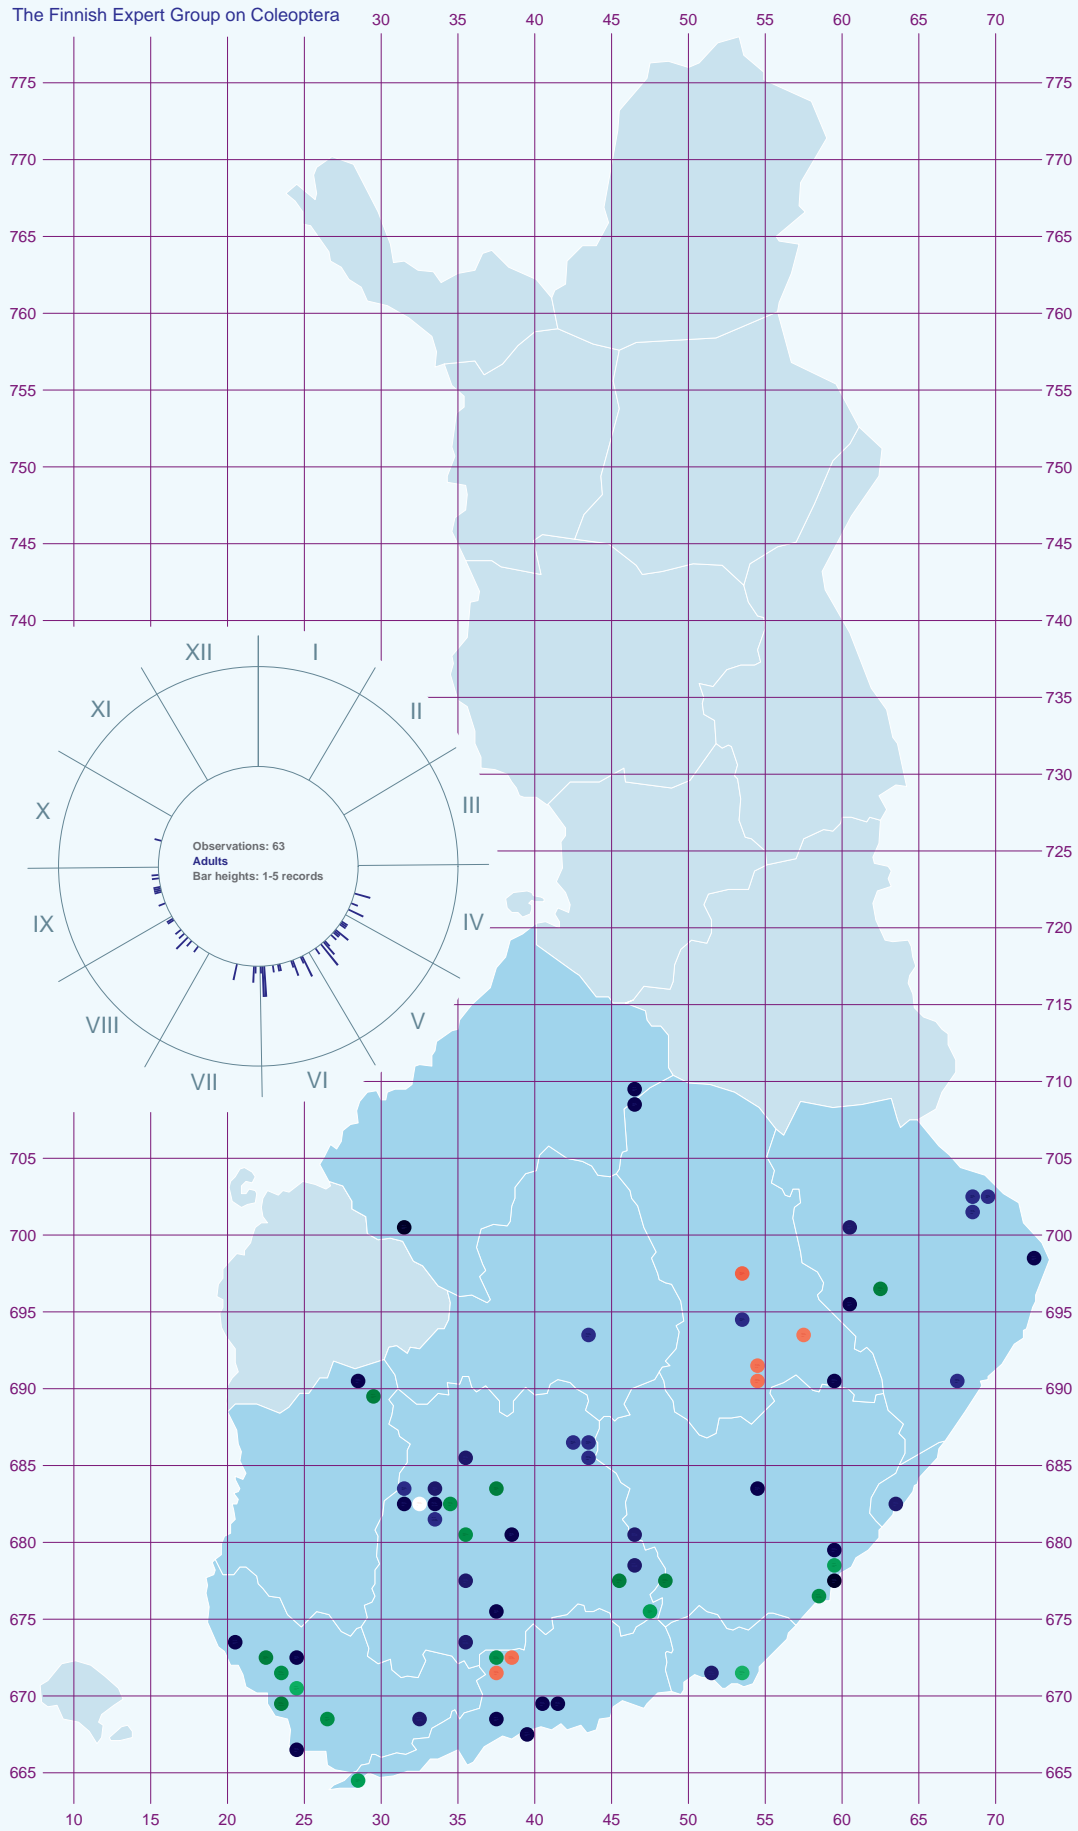 The Finnish Expert Group on Coleoptera
30 35 40 45 50 55 60 65 70
775 775
770 770
765 765
760 760
755 755
750 750
745 745
740 740
XII I
XI II
735
730
X III
Observations: 63
Adults
Bar heights: 1-5 records
725
IX IV
720
715
VIII V
VII VI
710
705 705
700 700
695 695
690 690
685 685
680 680
675 675
670 670
665 665
10 15 20 25 30 35 40 45 50 55 60 70